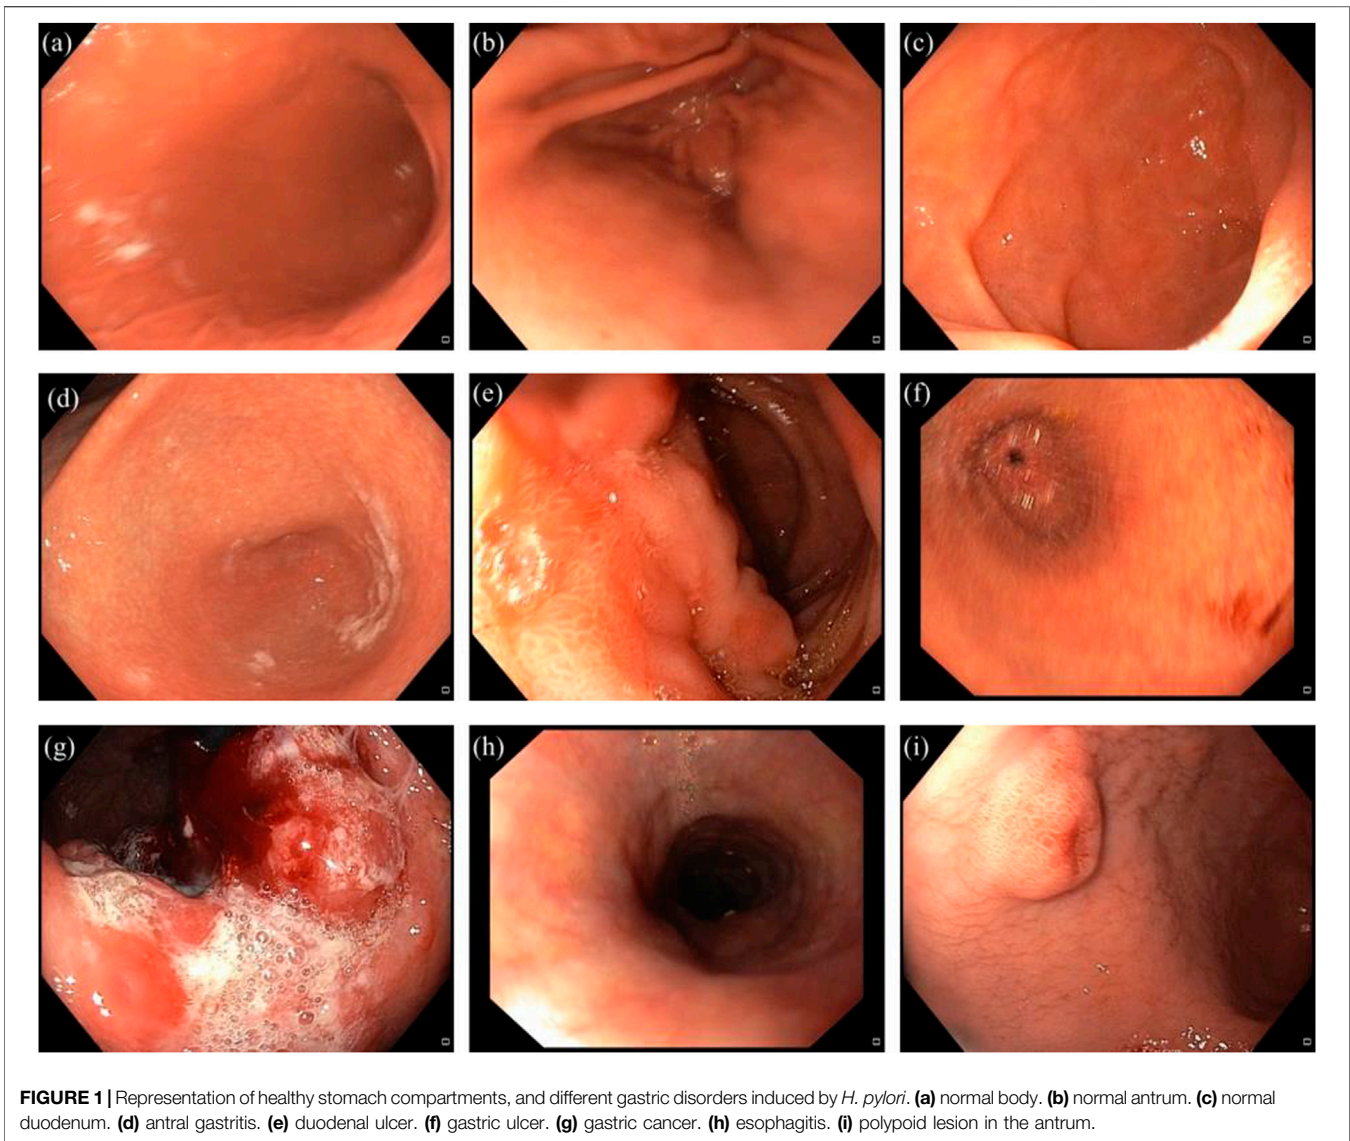 (a) (b) (c)
(d) (e) (f)
(g) (h) (i)
FIGURE 1 | Representation of healthy stomach compartments, and different gastric disorders induced by H. pylori. (a) normal body. (b) normal antrum. (c) normal
duodenum. (d) antral gastritis. (e) duodenal ulcer. (f) gastric ulcer. (g) gastric cancer. (h) esophagitis. (i) polypoid lesion in the antrum.